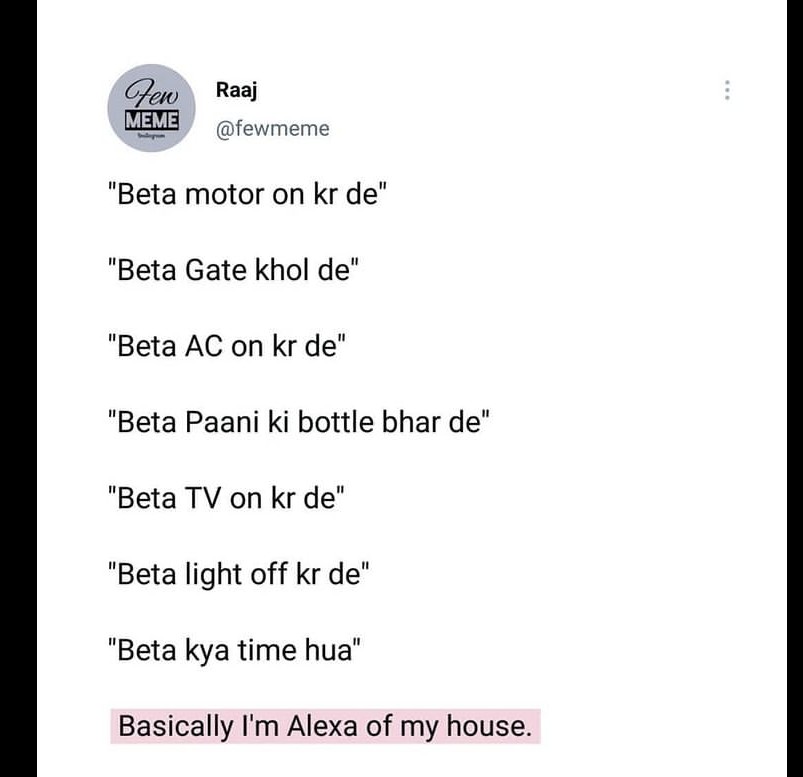 Few
MEME
Instagram
Raaj
@fewmeme
"Beta motor on kr de"
"Beta Gate khol de"
"Beta AC on kr de"
"Beta Paani ki bottle bhar de"
"Beta TV on kr de"
"Beta light off kr de"
"Beta kya time hua"
Basically I'm Alexa of my house.